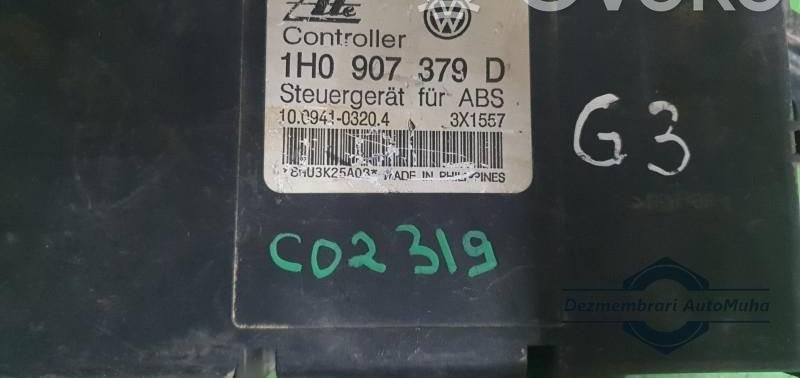 Ate
Controller
1H0 907 379 D
Steuergerät für ABS
10.0941-0320.4 3X1557
MADE IN PHILIPPINES
G3
C02319
Dezmembrari AutoMuha